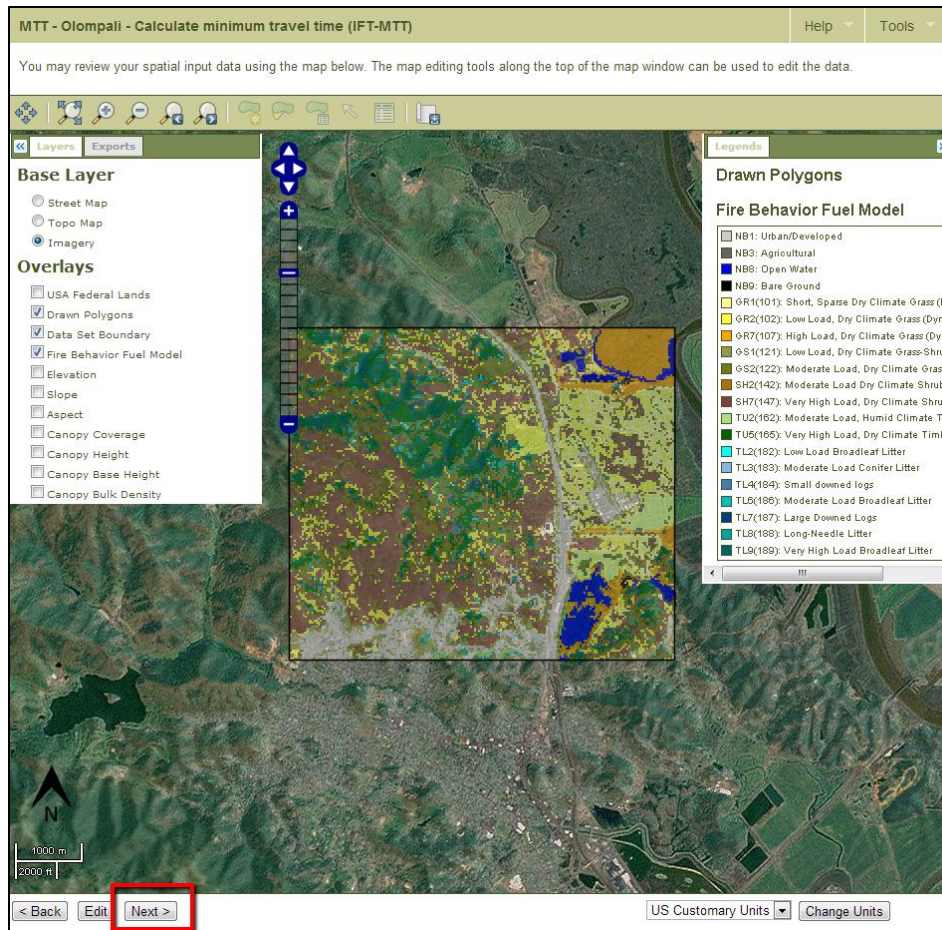 MTT - Olompali - Calculate minimum travel time (IFT-MTT)
Help
Tools
You may review your spatial input data using the map below. The map editing tools along the top of the map window can be used to edit the data.
Layers
Exports
Base Layer
Street Map
Topo Map
Imagery
Overlays
USA Federal Lands
Drawn Polygons
Data Set Boundary
Fire Behavior Fuel Model
Elevation
Slope
Aspect
Canopy Coverage
Canopy Height
Canopy Base Height
Canopy Bulk Density
Legends
Drawn Polygons
Fire Behavior Fuel Model
NB1: Urban/Developed
NB3: Agricultural
NB8: Open Water
NB9: Bare Ground
GR1(101): Short, Sparse Dry Climate Grass (
GR2(102): Low Load, Dry Climate Grass (Dyn
GR7(107): High Load, Dry Climate Grass (Dy
GS1(121): Low Load, Dry Climate Grass-Shru
GS2(122): Moderate Load, Dry Climate Gras
SH2(142): Moderate Load Dry Climate Shrub
SH7(147): Very High Load, Dry Climate Shru
TU2(162): Moderate Load, Humid Climate T
TU5(165): Very High Load, Dry Climate Timb
TL2(182): Low Load Broadleaf Litter
TL3(183): Moderate Load Conifer Litter
TL4(184): Small downed logs
TL6(186): Moderate Load Broadleaf Litter
TL7(187): Large Downed Logs
TL8(188): Long-Needle Litter
TL9(189): Very High Load Broadleaf Litter
N
1000 m
2000 ft
< Back
Edit
Next >
US Customary Units
Change Units